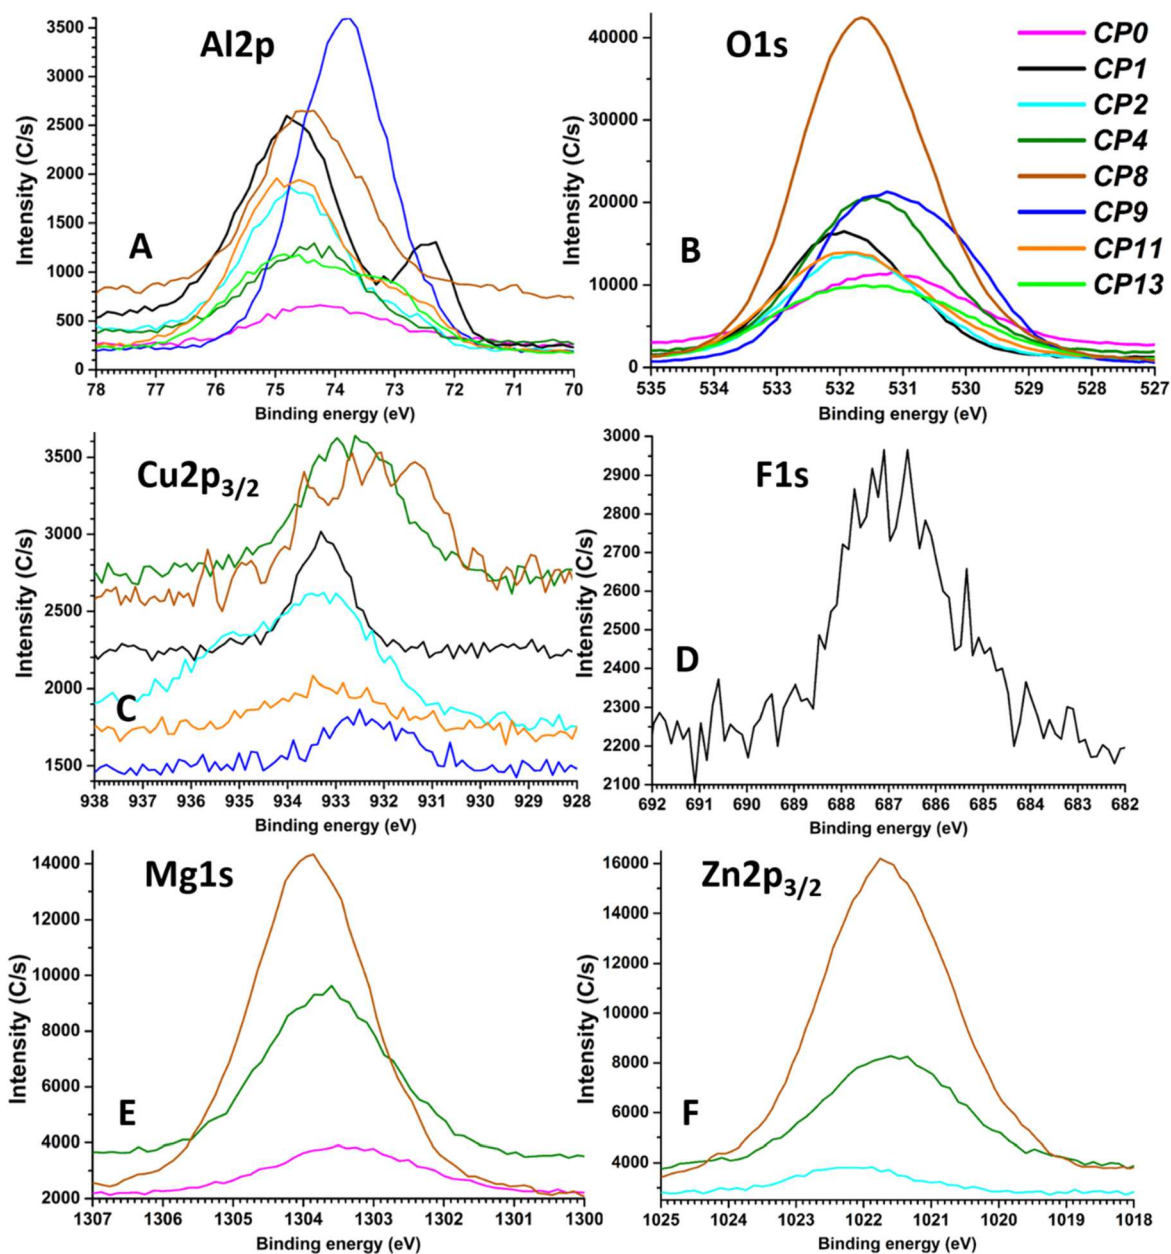 Al2p
Intensity (C/s)
3500
3000
2500
2000
1500
1000
500
0
A
78 77 76 75 74 73 72 71 70
Binding energy (eV)
O1s
Intensity (C/s)
40000
30000
20000
10000
0
B
535 534 533 532 531 530 529 528 527
Binding energy (eV)
CP0
CP1
CP2
CP4
CP8
CP9
CP11
CP13
Cu2p3/2
Intensity (C/s)
3500
3000
2500
2000
1500
C
938 937 936 935 934 933 932 931 930 929 928
Binding energy (eV)
F1s
Intensity (C/s)
3000
2900
2800
2700
2600
2500
2400
2300
2200
2100
D
692 691 690 689 688 687 686 685 684 683 682
Binding energy (eV)
Mg1s
Intensity (C/s)
14000
12000
10000
8000
6000
4000
2000
E
1307 1306 1305 1304 1303 1302 1301 1300
Binding energy (eV)
Zn2p3/2
Intensity (C/s)
16000
14000
12000
10000
8000
6000
4000
F
1025 1024 1023 1022 1021 1020 1019 1018
Binding energy (eV)